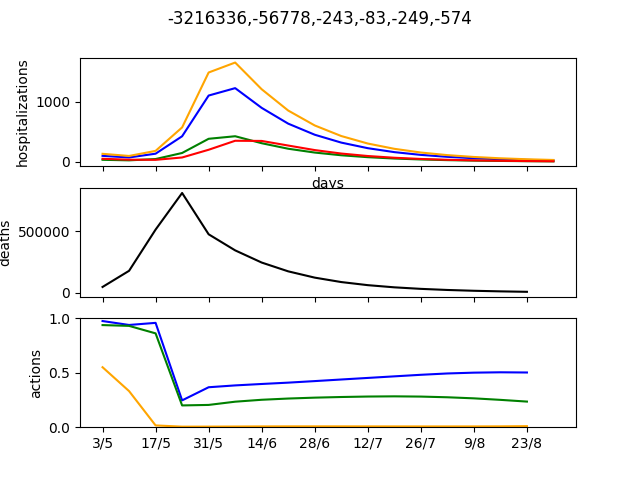 -3216336,-56778,-243,-83,-249,-574
hospitalizations
1000
0
days
deaths
500000
0
actions
1.0
0.5
0.0
3/5 17/5 31/5 14/6 28/6 12/7 26/7 9/8 23/8